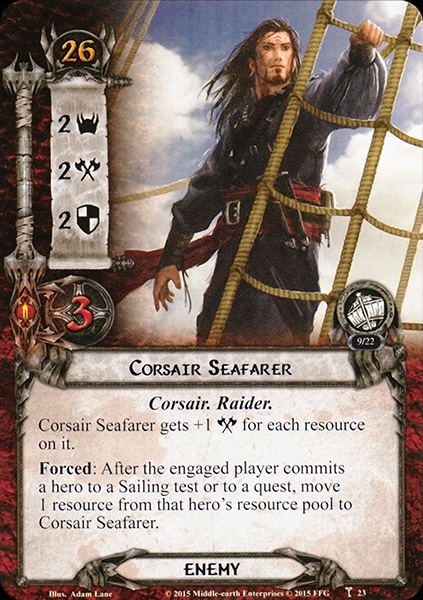 26
2
2
2
3
9/22
Corsair Seafarer
Corsair. Raider.
Corsair Seafarer gets +1 for each resource
on it.
Forced: After the engaged player commits
a hero to a Sailing test or to a quest, move
1 resource from that hero's resource pool to
Corsair Seafarer.
ENEMY
Illus. Adam Lane
© 2015 Middle-earth Enterprises © 2015 FFG
23